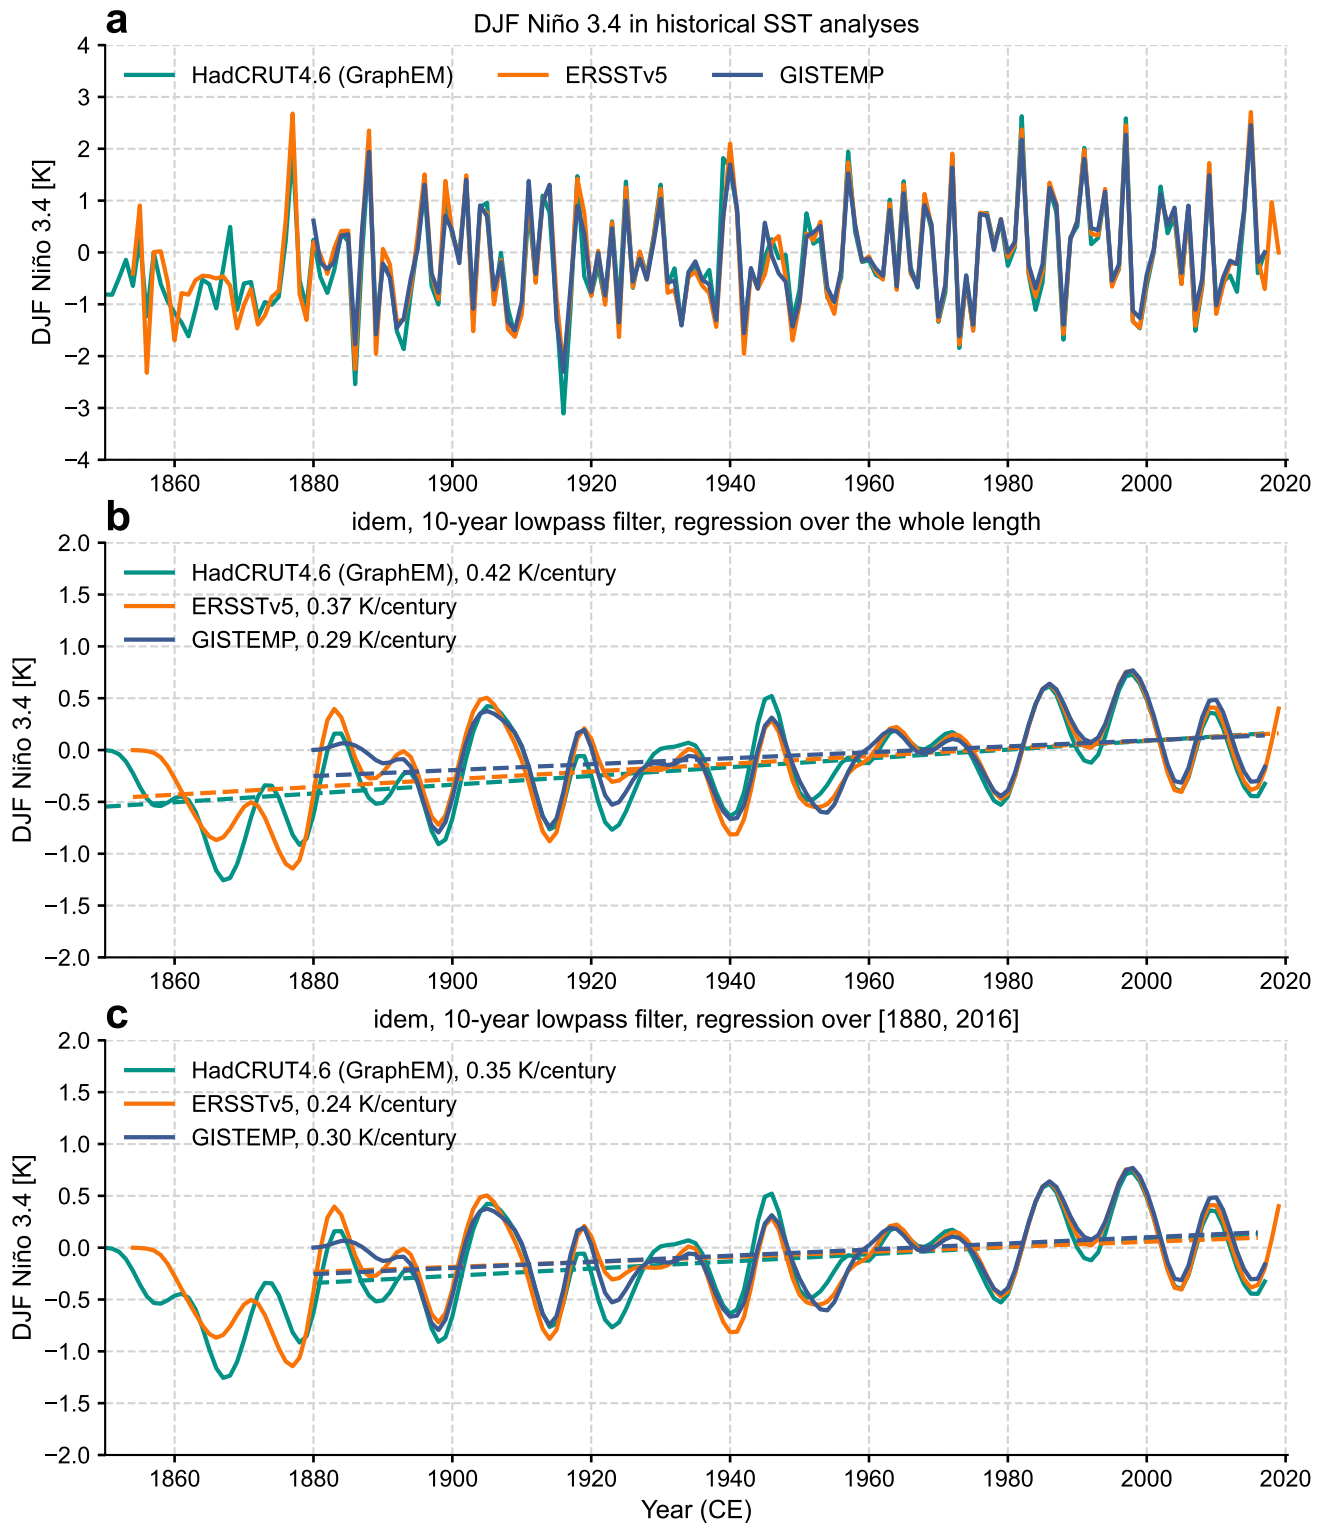 a
DJF Niño 3.4 in historical SST analyses
HadCRUT4.6 (GraphEM) ERSSTv5 GISTEMP
DJF Niño 3.4 [K]
4
3
2
1
0
−1
−2
−3
−4
1860 1880 1900 1920 1940 1960 1980 2000 2020
b
idem, 10-year lowpass filter, regression over the whole length
HadCRUT4.6 (GraphEM), 0.42 K/century
ERSSTv5, 0.37 K/century
GISTEMP, 0.29 K/century
DJF Niño 3.4 [K]
2.0
1.5
1.0
0.5
0.0
−0.5
−1.0
−1.5
−2.0
1860 1880 1900 1920 1940 1960 1980 2000 2020
c
idem, 10-year lowpass filter, regression over [1880, 2016]
HadCRUT4.6 (GraphEM), 0.35 K/century
ERSSTv5, 0.24 K/century
GISTEMP, 0.30 K/century
DJF Niño 3.4 [K]
2.0
1.5
1.0
0.5
0.0
−0.5
−1.0
−1.5
−2.0
1860 1880 1900 1920 1940 1960 1980 2000 2020
Year (CE)